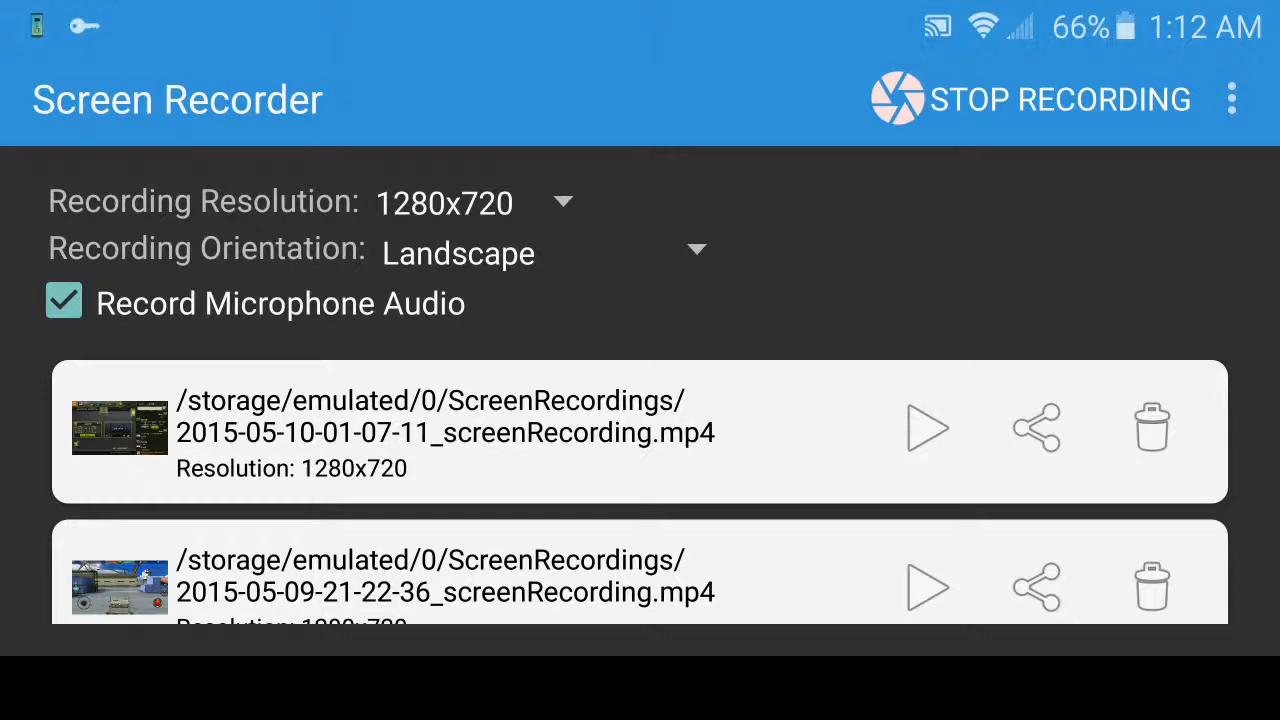 66% 1:12 AM
Screen Recorder
STOP RECORDING
Recording Resolution: 1280x720
Recording Orientation: Landscape
Record Microphone Audio
/storage/emulated/0/ScreenRecordings/
2015-05-10-01-07-11_screenRecording.mp4
Resolution: 1280x720
/storage/emulated/0/ScreenRecordings/
2015-05-09-21-22-36_screenRecording.mp4
Resolution: 1280x720